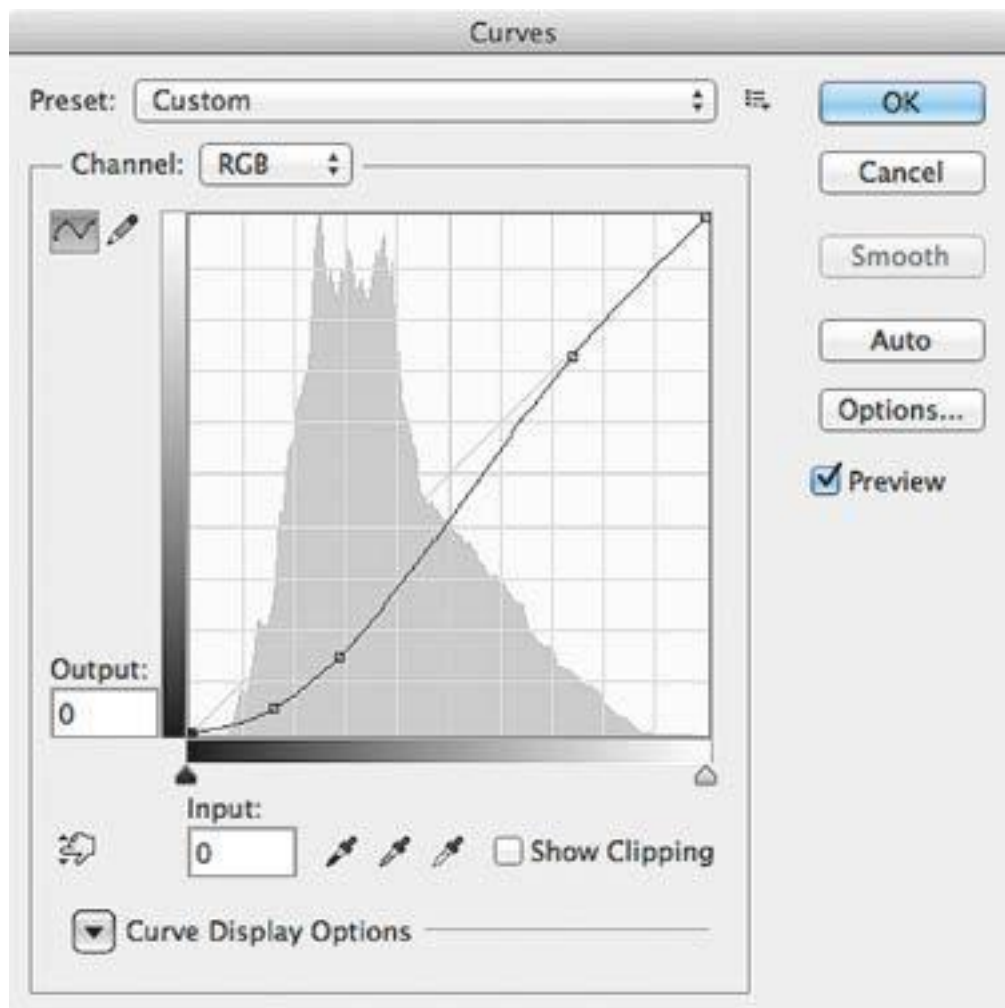 Curves
Preset: Custom
OK
Channel: RGB
Cancel
Smooth
Auto
Options...
Preview
Output:
0
Input:
0
Show Clipping
Curve Display Options